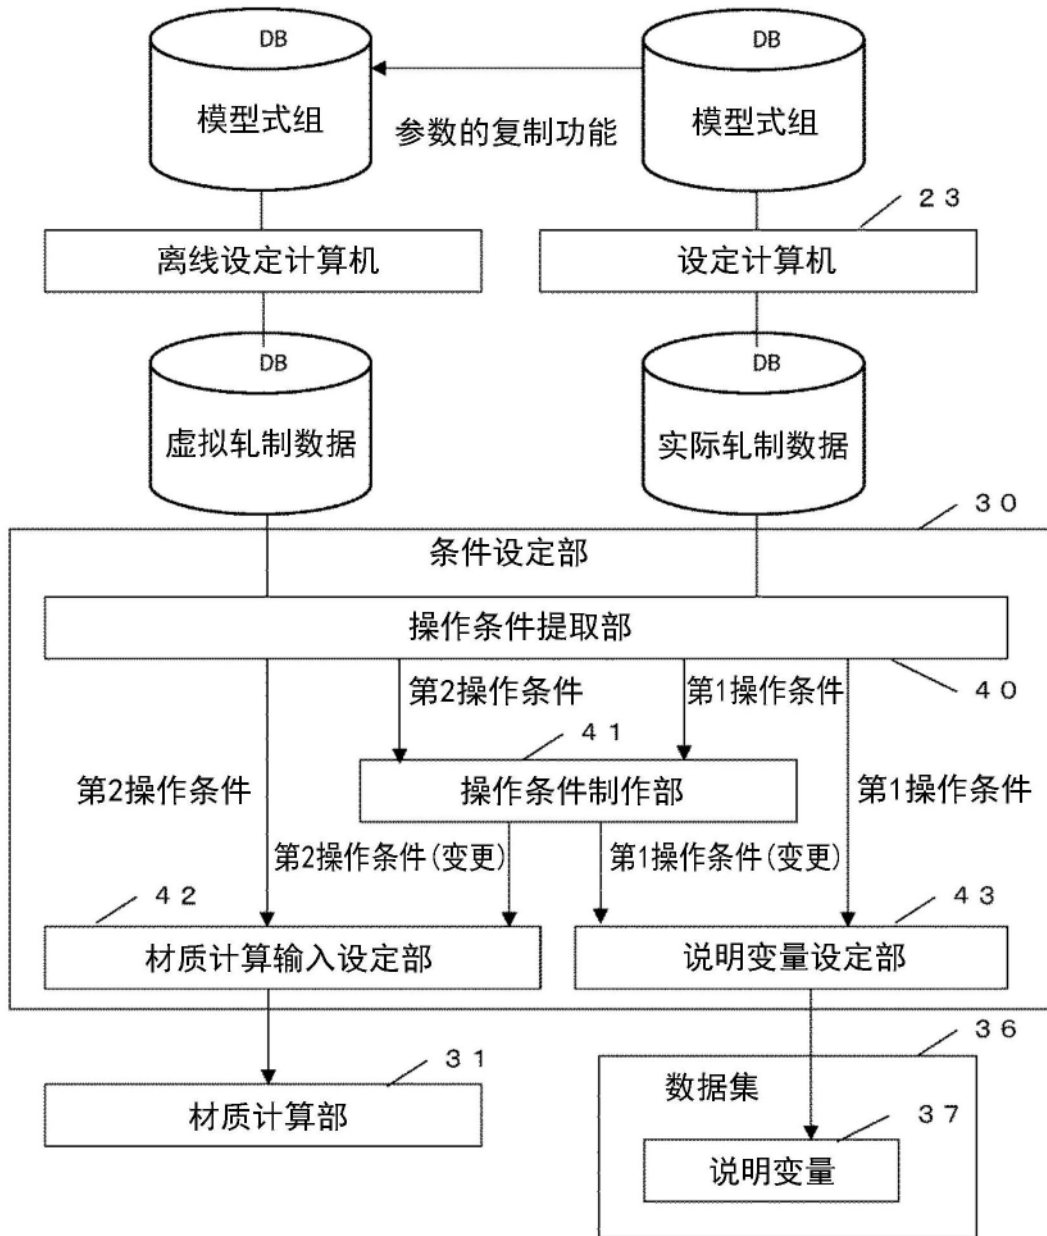 DB
DB
模型式组
模型式组
参数的复制功能
23
离线设定计算机
设定计算机
DB
DB
虚拟轧制数据
实际轧制数据
30
条件设定部
操作条件提取部
40
第2操作条件
第1操作条件
41
第2操作条件
操作条件制作部
第1操作条件
第2操作条件(变更)
第1操作条件(变更)
42
43
材质计算输入设定部
说明变量设定部
36
31
数据集
材质计算部
37
说明变量